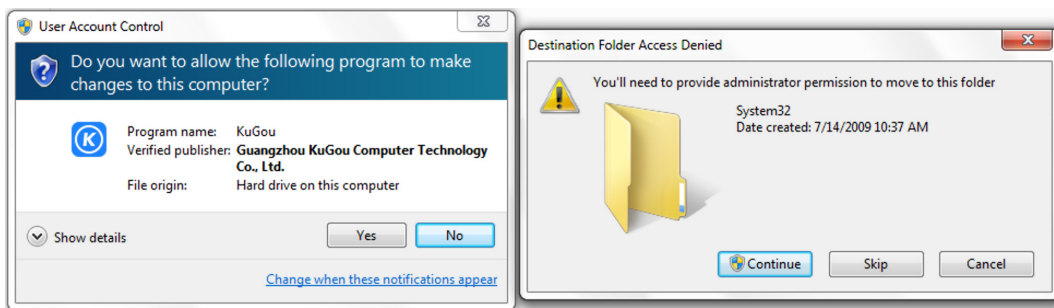 User Account Control
Do you want to allow the following program to make
changes to this computer?
K
Program name: KuGou
Verified publisher: Guangzhou KuGou Computer Technology
Co., Ltd.
File origin: Hard drive on this computer
Show details
Yes
No
Change when these notifications appear
Destination Folder Access Denied
You'll need to provide administrator permission to move to this folder
System32
Date created: 7/14/2009 10:37 AM
Continue
Skip
Cancel